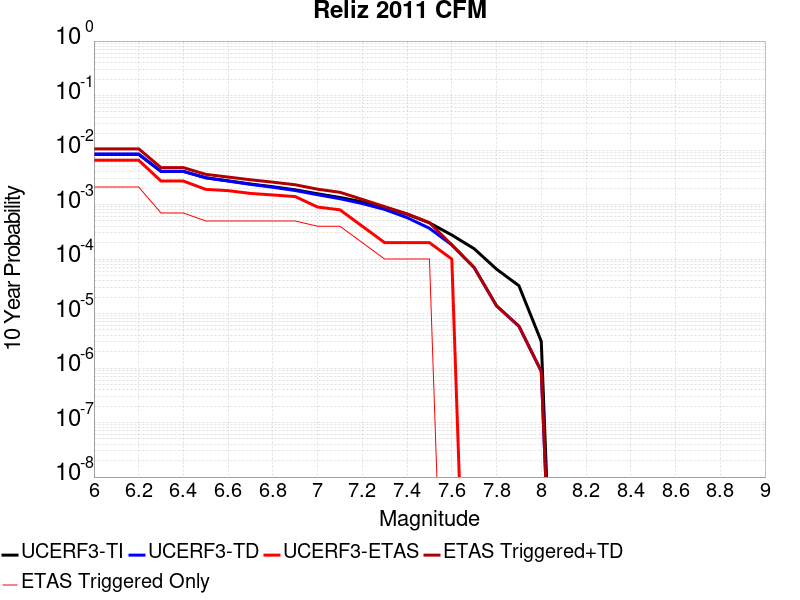 Reliz 2011 CFM
10 0
10 -1
10 -2
10 -3
10 -4
10 -5
10 -6
10 -7
10 -8
10 Year Probability
6 6.2 6.4 6.6 6.8 7 7.2 7.4 7.6 7.8 8 8.2 8.4 8.6 8.8 9
Magnitude
UCERF3-TI UCERF3-TD UCERF3-ETAS ETAS Triggered+TD
ETAS Triggered Only